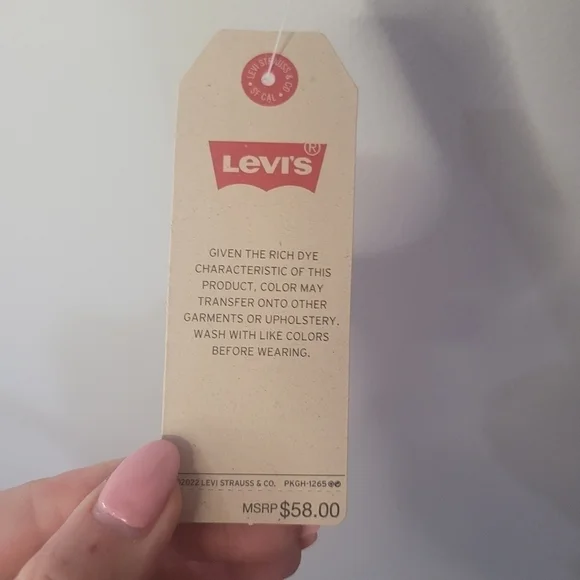 LEVI STRAUSS & CO
SF CAL
LEVI'S®
GIVEN THE RICH DYE
CHARACTERISTIC OF THIS
PRODUCT, COLOR MAY
TRANSFER ONTO OTHER
GARMENTS OR UPHOLSTERY.
WASH WITH LIKE COLORS
BEFORE WEARING.
2022 LEVI STRAUSS & CO. PKGH-1265
MSRP $58.00